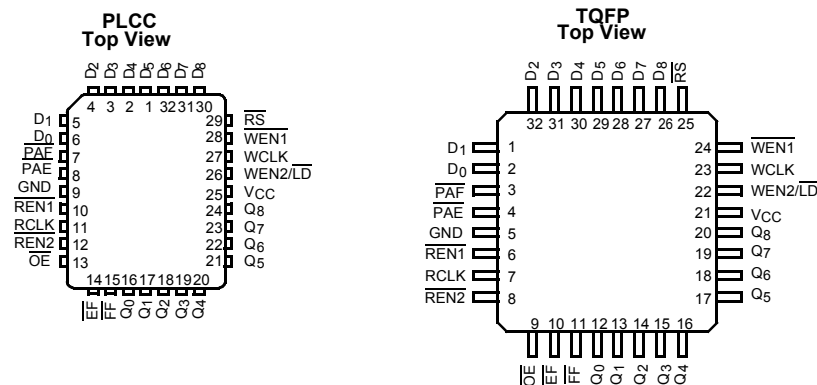 PLCC
Top View
D2 D3 D4 D5 D6 D7 D8
4 3 2 1 32 31 30
D1 5
D0 6
PAF 7
PAE 8
GND 9
REN1 10
RCLK 11
REN2 12
OE 13
29 RS
28 WEN1
27 WCLK
26 WEN2/LD
25 VCC
24 Q8
23 Q7
22 Q6
21 Q5
14 15 16 17 18 19 20
EF FF Q0 Q1 Q2 Q3 Q4
TQFP
Top View
D2 D3 D4 D5 D6 D7 D8 RS
32 31 30 29 28 27 26 25
D1 1
D0 2
PAF 3
PAE 4
GND 5
REN1 6
RCLK 7
REN2 8
24 WEN1
23 WCLK
22 WEN2/LD
21 VCC
20 Q8
19 Q7
18 Q6
17 Q5
9 10 11 12 13 14 15 16
OE EF FF Q0 Q1 Q2 Q3 Q4